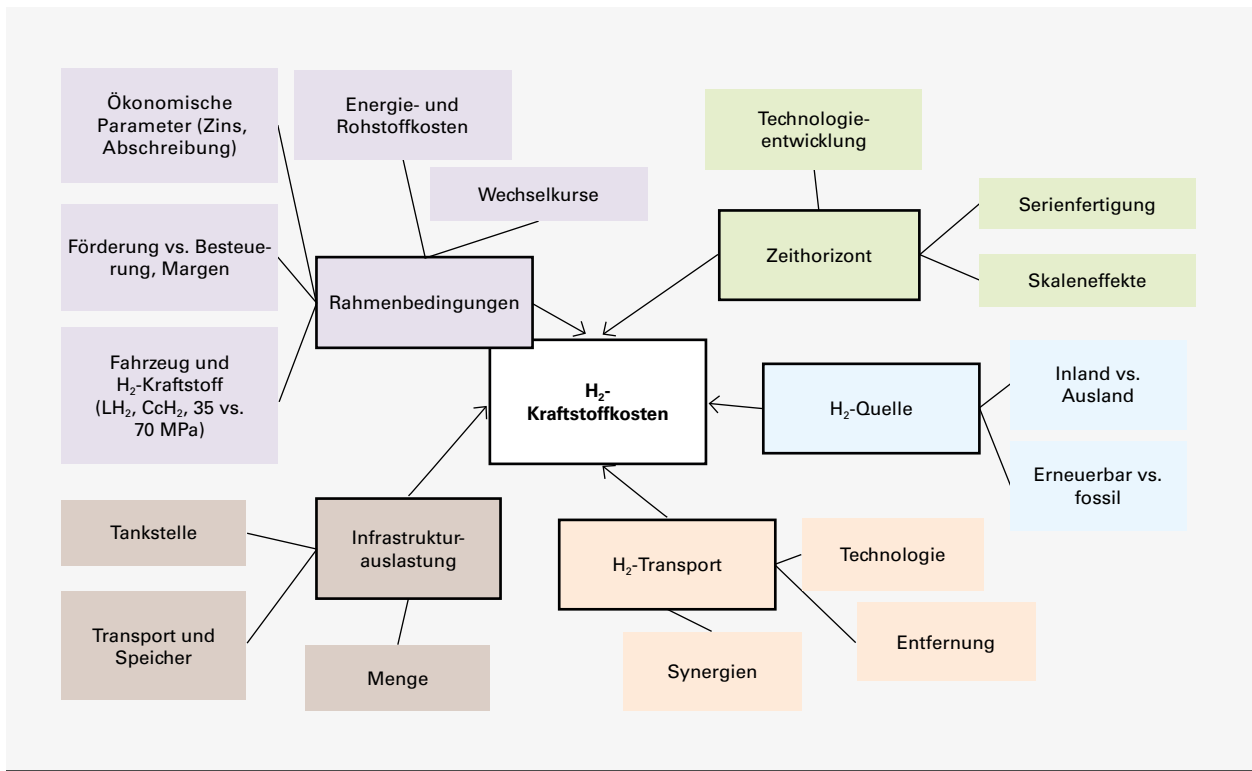 Ökonomische
Parameter (Zins,
Abschreibung)
Energie- und
Rohstoffkosten
Wechselkurse
Förderung vs. Besteue-
rung, Margen
Rahmenbedingungen
Fahrzeug und
H₂-Kraftstoff
(LH₂, CcH₂, 35 vs.
70 MPa)
Technologie-
entwicklung
Zeithorizont
Serienfertigung
Skaleneffekte
H₂-
Kraftstoffkosten
H₂-Quelle
Inland vs.
Ausland
Erneuerbar vs.
fossil
Tankstelle
Infrastruktur-
auslastung
Transport und
Speicher
Menge
H₂-Transport
Technologie
Entfernung
Synergien